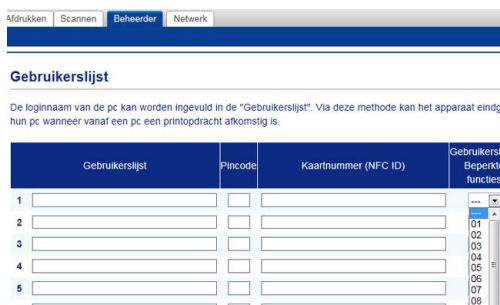 Afdrukken Scannen Beheerder Netwerk
Gebruikerslijst
De loginnaam van de pc kan worden ingevuld in de "Gebruikerslijst". Via deze methode kan het apparaat eindg
hun pc wanneer vanaf een pc een printopdracht afkomstig is.
Gebruikerslijst Pincode Kaartnummer (NFC ID) Gebruikersl
Beperkte
functies
1 ---
---
2 01
02
3 03
04
4 05
06
5 07
08